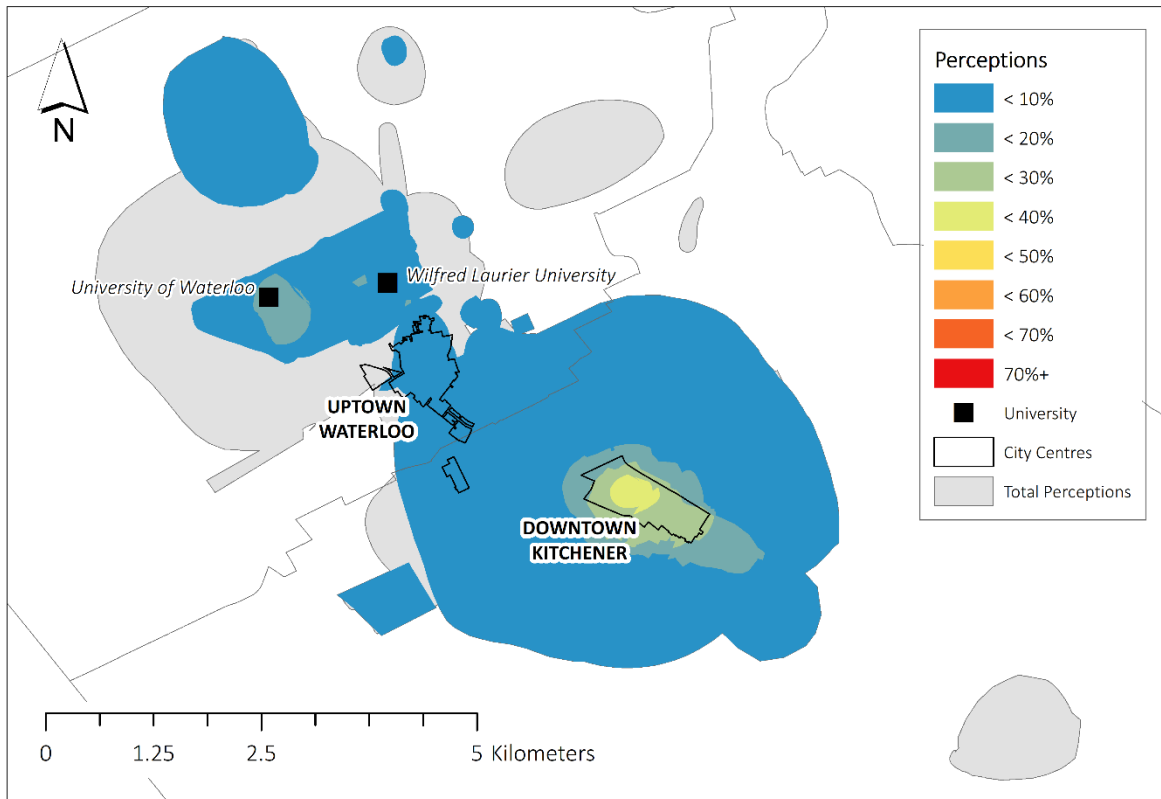 N
University of Waterloo
Wilfred Laurier University
UPTOWN
WATERLOO
DOWNTOWN
KITCHENER
0 1.25 2.5 5 Kilometers
Perceptions
< 10%
< 20%
< 30%
< 40%
< 50%
< 60%
< 70%
70%+
University
City Centres
Total Perceptions